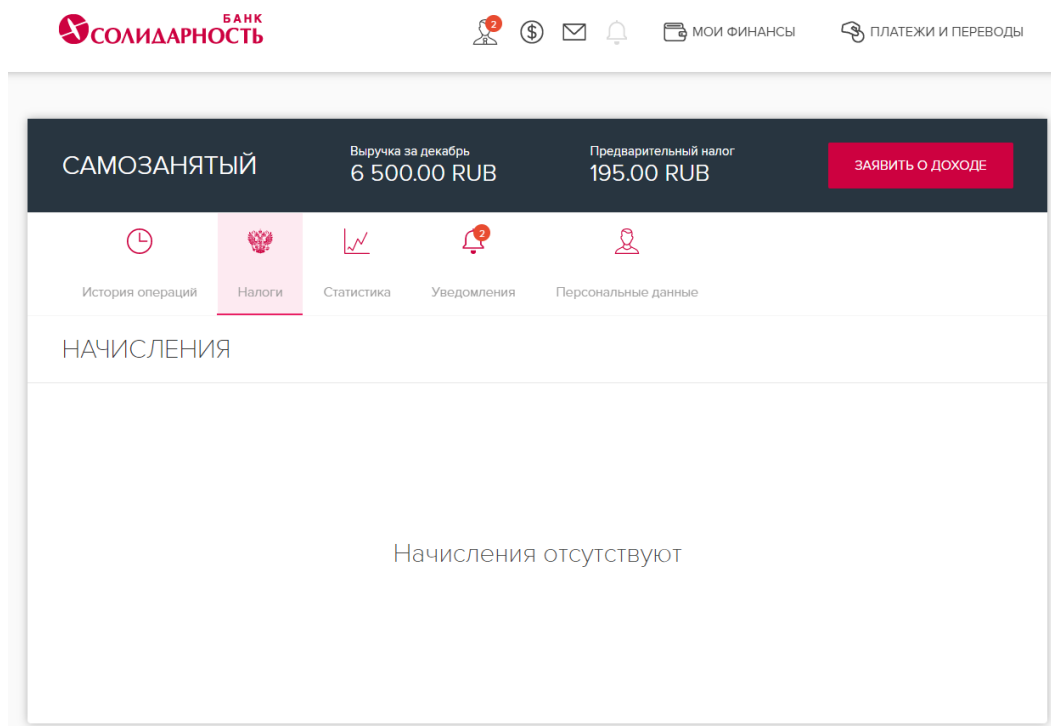 БАНК
СОЛИДАРНОСТЬ
2
$
МОИ ФИНАНСЫ
ПЛАТЕЖИ И ПЕРЕВОДЫ
САМОЗАНЯТЫЙ
Выручка за декабрь
6 500.00 RUB
Предварительный налог
195.00 RUB
ЗАЯВИТЬ О ДОХОДЕ
2
История операций
Налоги
Статистика
Уведомления
Персональные данные
НАЧИСЛЕНИЯ
Начисления отсутствуют